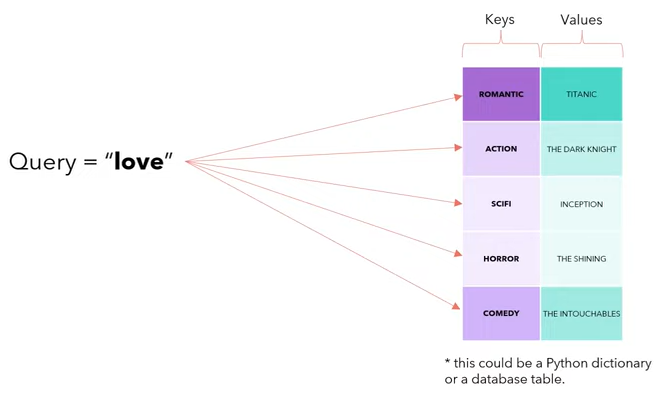 Keys Values
ROMANTIC TITANIC
ACTION THE DARK KNIGHT
Query = “love”
SCIFI INCEPTION
HORROR THE SHINING
COMEDY THE INTOUCHABLES
* this could be a Python dictionary
or a database table.